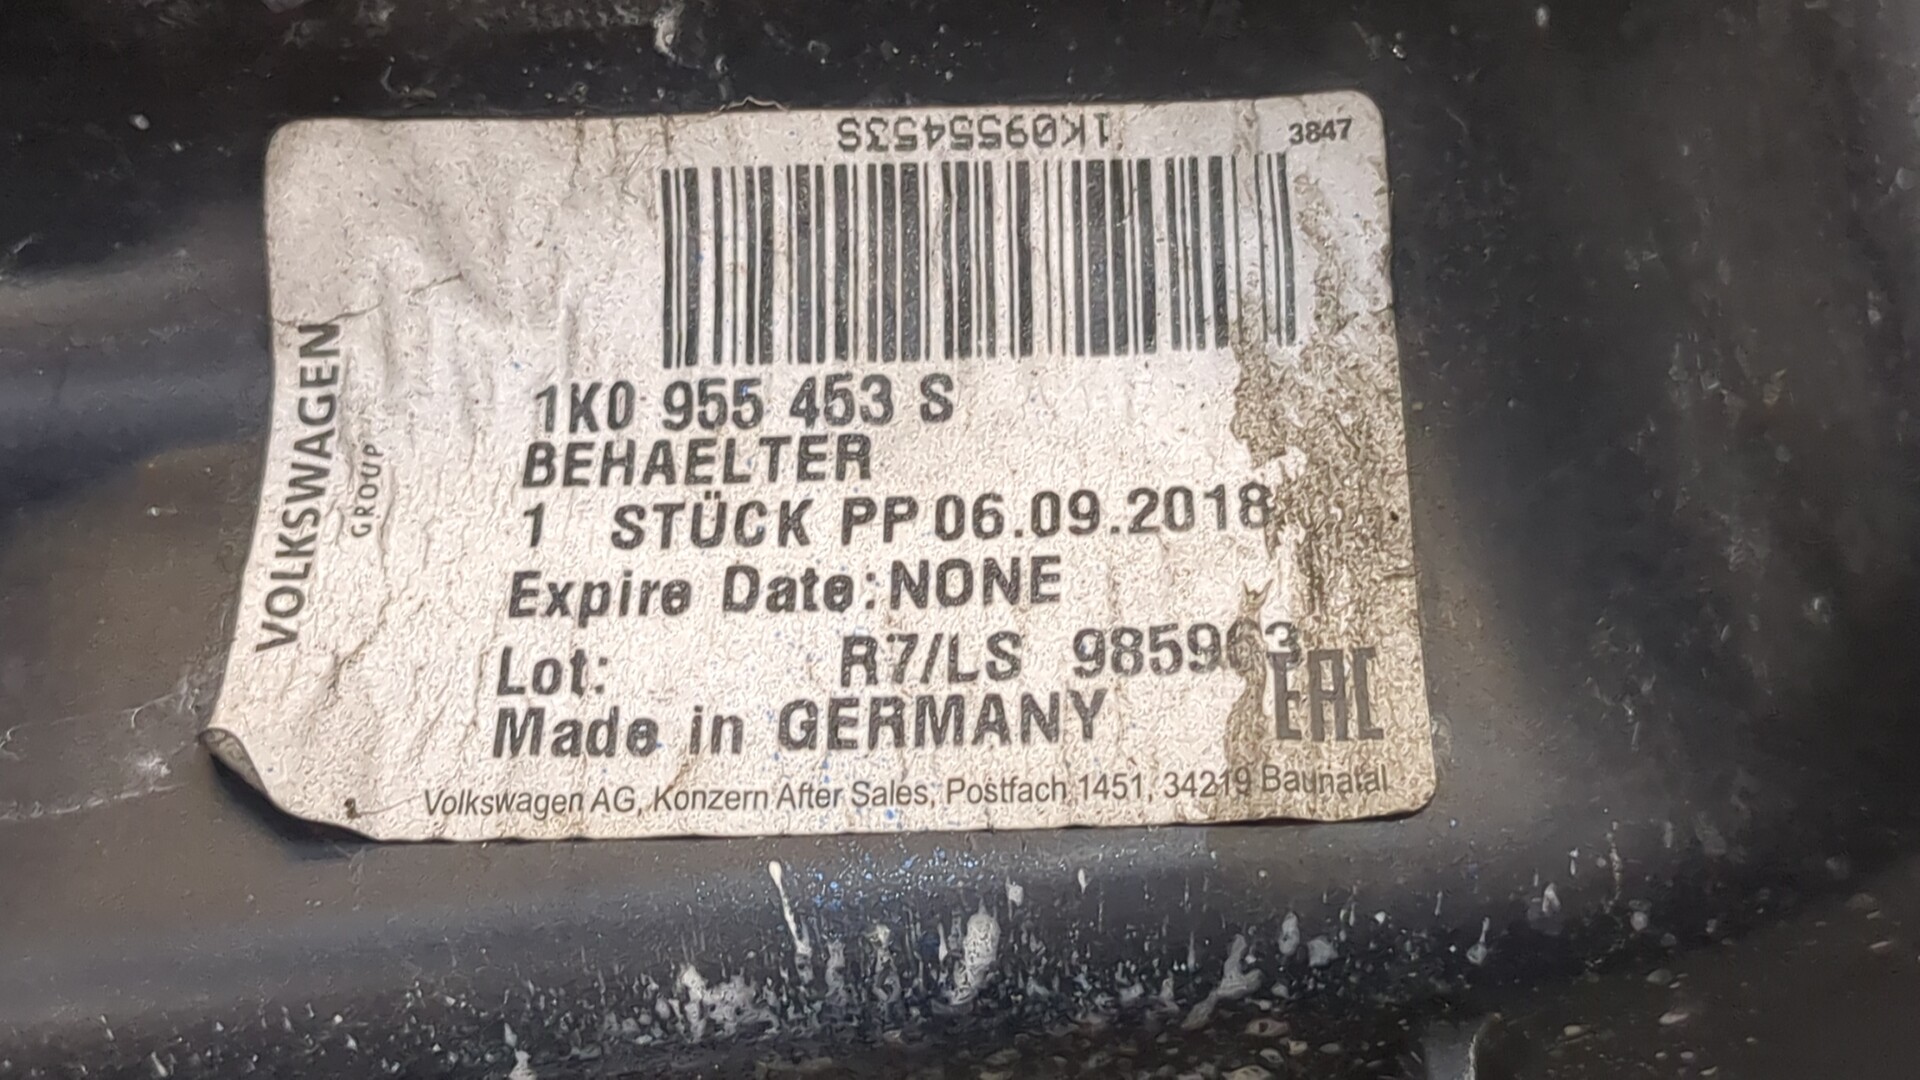 1K0955453S
3847
VOLKSWAGEN
GROUP
1K0 955 453 S
BEHAELTER
1 STÜCK PP 06.09.2018
Expire Date:NONE
Lot: R7/LS
Made in GERMANY
EAC
Volkswagen AG, Konzern After Sales, Postfach 1451, 34219 Baunatal